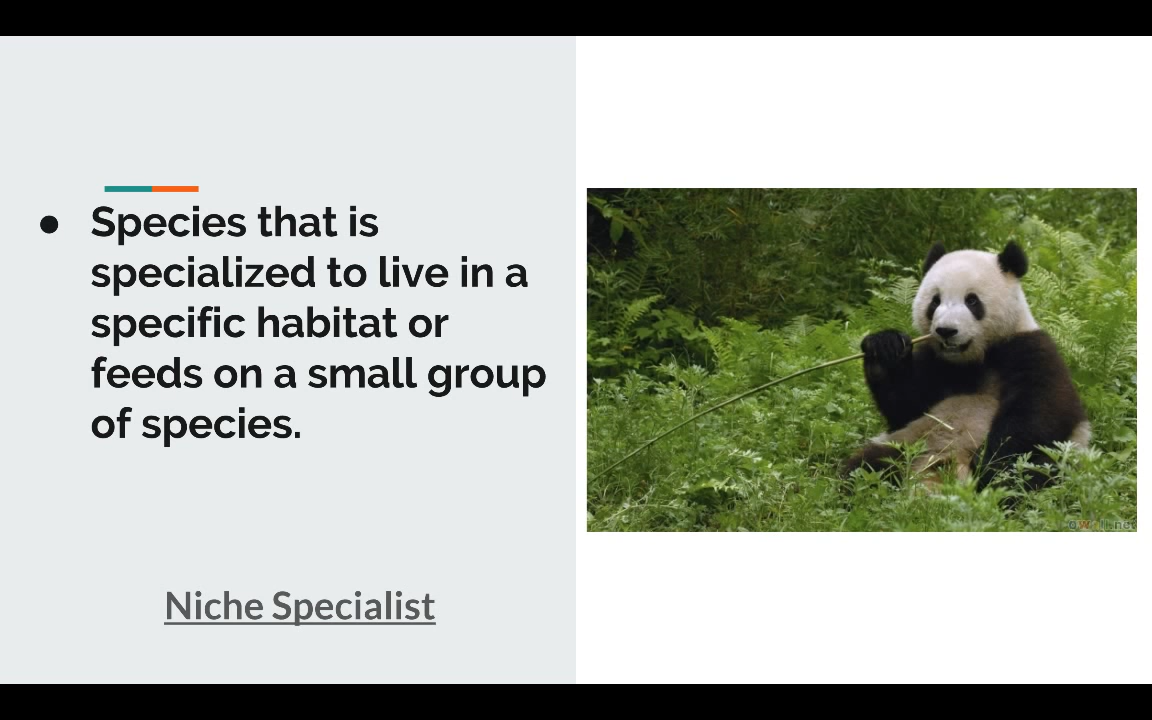 ● Species that is
specialized to live in a
specific habitat or
feeds on a small group
of species.
Niche Specialist